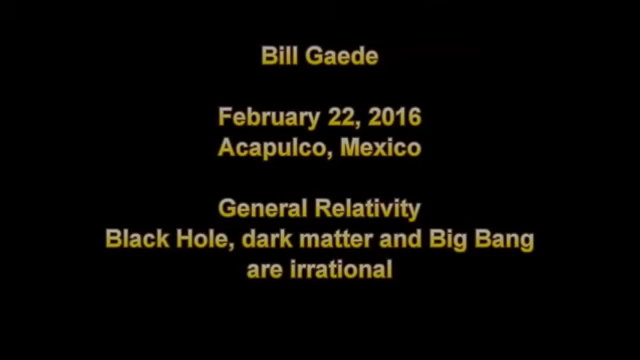 Bill Gaede
February 22, 2016
Acapulco, Mexico
General Relativity
Black Hole, dark matter and Big Bang
are irrational